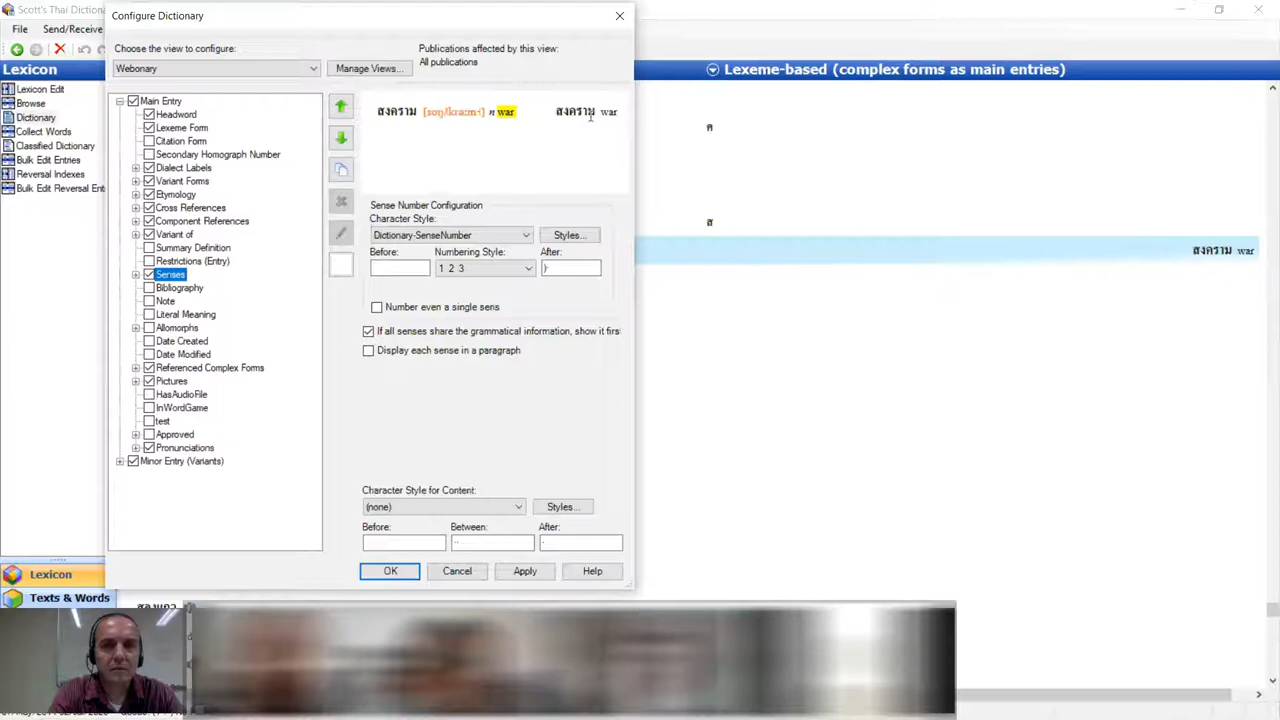 Scott's Thai Dictio
Configure Dictionary
File Send/Receive
Choose the view to configure:
Publications affected by this view:
Webonary
Manage Views...
All publications
Lexicon
Lexeme-based (complex forms as main entries)
Lexicon Edit
Browse
Dictionary
Collect Words
Classified Dictionary
Bulk Edit Entries
Reversal Indexes
Bulk Edit Reversal Ent
Main Entry
Headword
Lexeme Form
Citation Form
Secondary Homograph Number
Dialect Labels
Variant Forms
Etymology
Cross References
Component References
Variant of
Summary Definition
Restrictions (Entry)
Senses
Bibliography
Note
Literal Meaning
Allomorphs
Date Created
Date Modified
Referenced Complex Forms
Pictures
HasAudioFile
InWordGame
test
Approved
Pronunciations
Minor Entry (Variants)
สงคราม n war สงคราม war
Sense Number Configuration
Character Style:
Dictionary-SenseNumber Styles...
Before: Numbering Style: After:
1 2 3 )
Number even a single sens
If all senses share the grammatical information, show it firs
Display each sense in a paragraph
Character Style for Content:
(none) Styles...
Before: Between: After:
OK Cancel Apply Help
ส
สงคราม war
Lexicon
Texts & Words